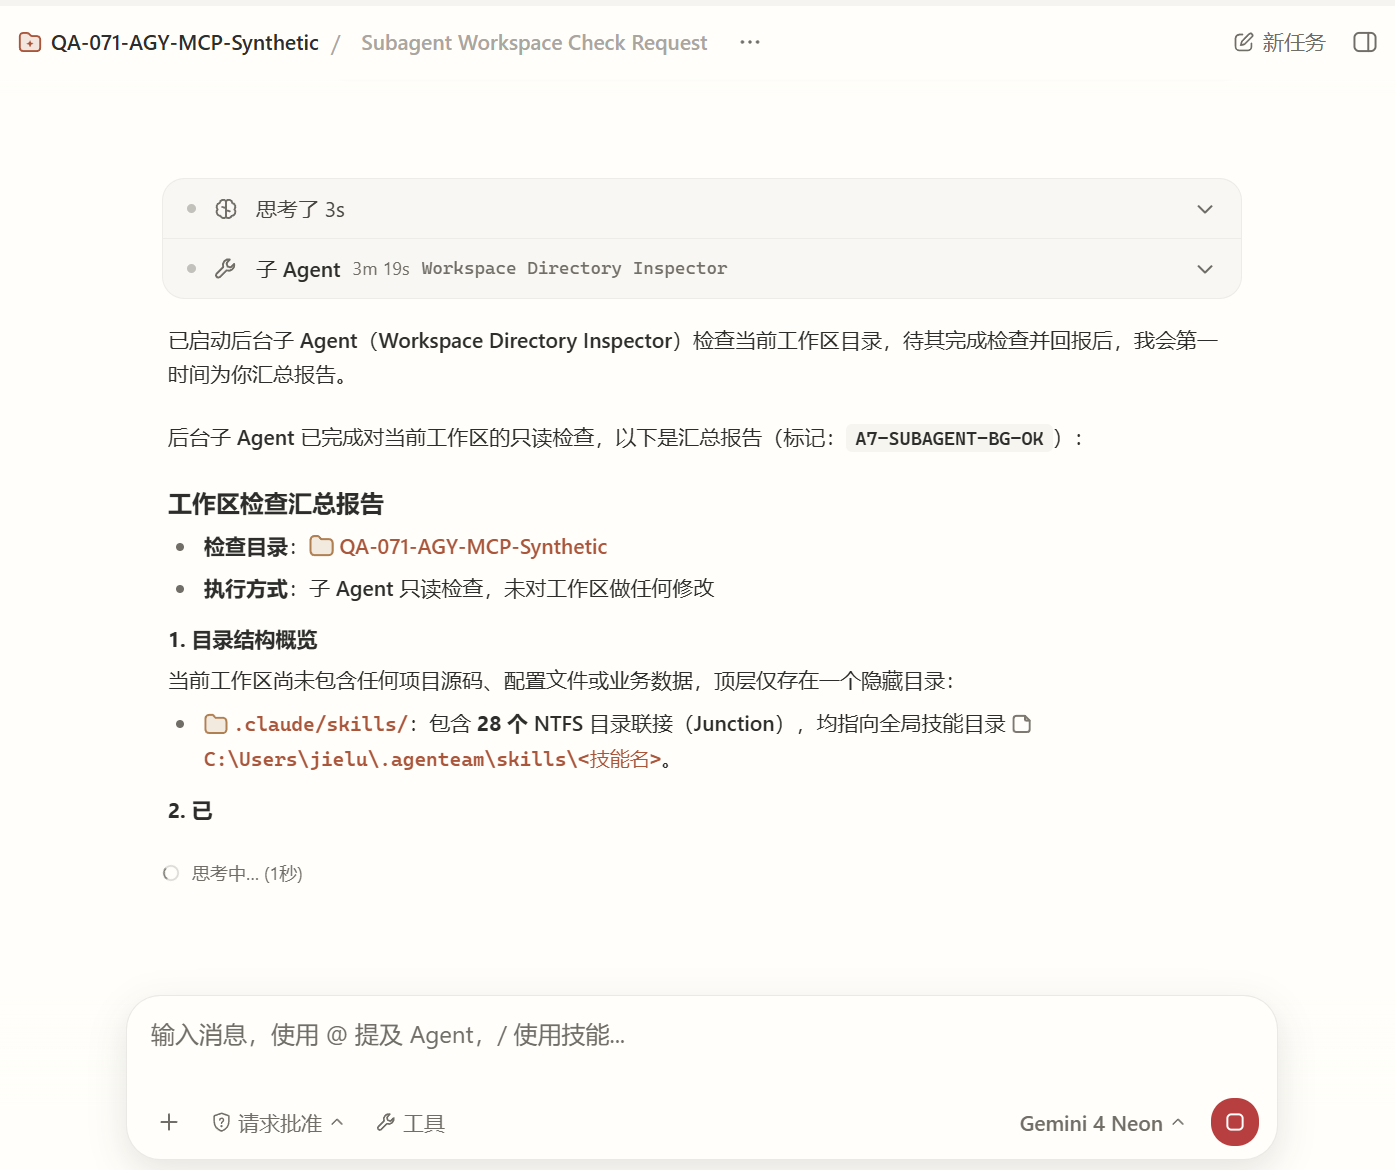 QA-071-AGY-MCP-Synthetic / Subagent Workspace Check Request ··· 新任务
思考了 3s
子 Agent 3m 19s Workspace Directory Inspector
已启动后台子 Agent（Workspace Directory Inspector）检查当前工作区目录，待其完成检查并回报后，我会第一
时间为你汇总报告。
后台子 Agent 已完成对当前工作区的只读检查，以下是汇总报告（标记： A7-SUBAGENT-BG-OK ）：
工作区检查汇总报告
• 检查目录： QA-071-AGY-MCP-Synthetic
• 执行方式：子 Agent 只读检查，未对工作区做任何修改
1. 目录结构概览
当前工作区尚未包含任何项目源码、配置文件或业务数据，顶层仅存在一个隐藏目录：
• .claude/skills/：包含 28 个 NTFS 目录联接（Junction），均指向全局技能目录
C:\Users\jielu\.agenteam\skills\<技能名>。
2. 已
思考中... (1秒)
输入消息，使用 @ 提及 Agent，/ 使用技能...
+ 请求批准 工具 Gemini 4 Neon